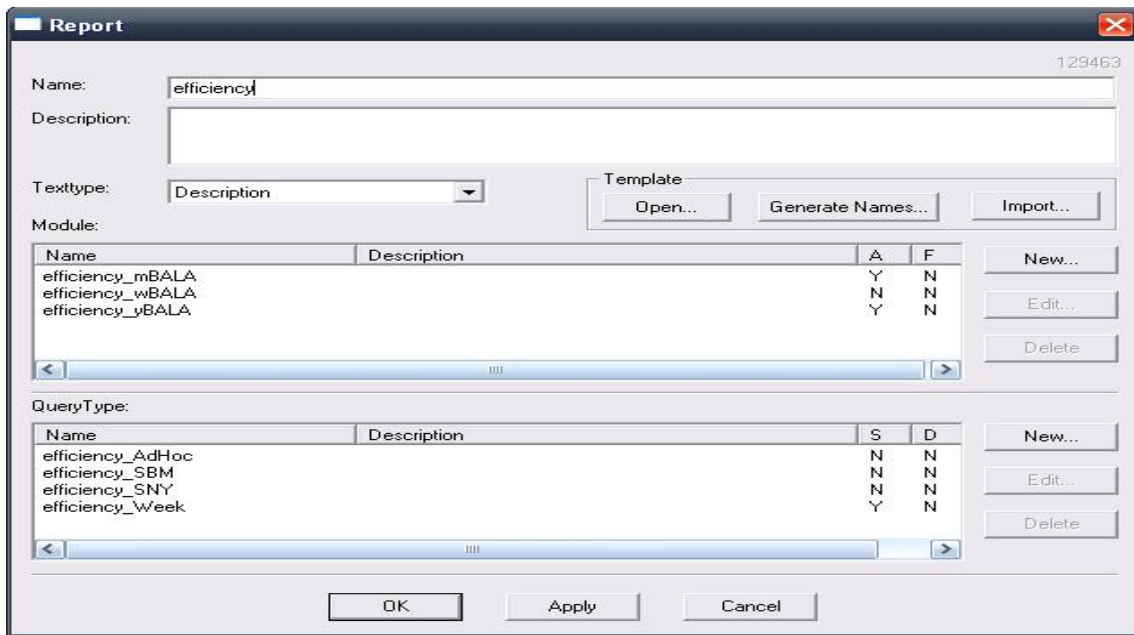 Report
129463
Name: efficiency
Description:
Texttype: Description
Template
Open... Generate Names... Import...
Module:
Name Description A F
efficiency_mBALA Y N
efficiency_wBALA N N
efficiency_yBALA Y N
New...
Edit...
Delete
QueryType:
Name Description S D
efficiency_AdHoc N N
efficiency_SBM N N
efficiency_SNY N N
efficiency_Week Y N
New...
Edit...
Delete
OK Apply Cancel